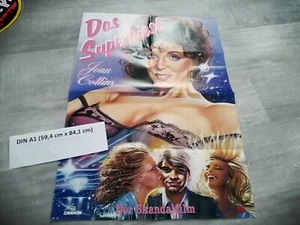 Das
Superbiest
Joan
Collins
DIN A1 (59,4 cm x 84,1 cm)
Der Skandalfilm